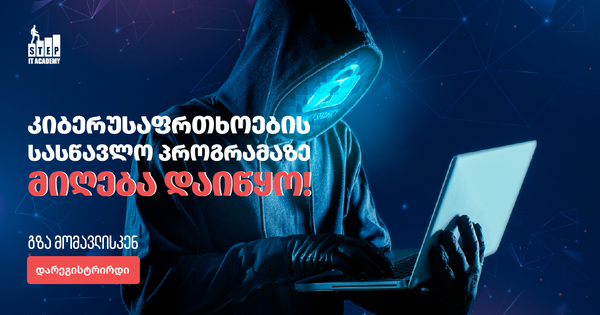 STEP
IT ACADEMY
კიბერუსაფრთხოების
სასწავლო პროგრამაზე
მიღება დაიწყო!
გზა მომავლისკენ
დარეგისტრირდი